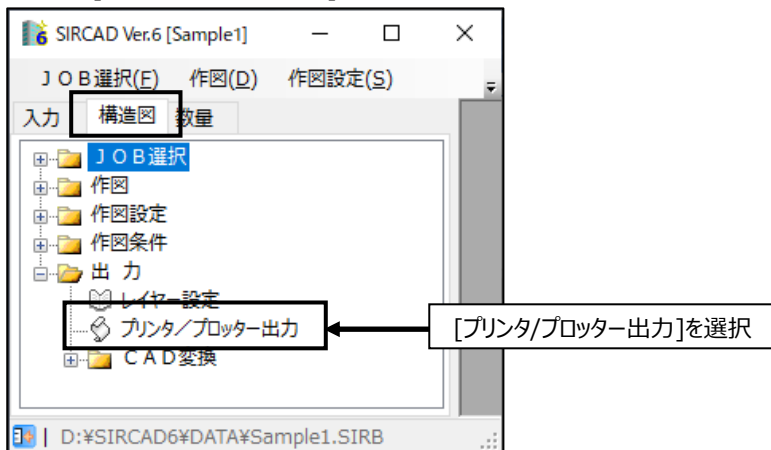 SIRCAD Ver.6 [Sample1]
ＪＯＢ選択(F) 作図(D) 作図設定(S)
入力 構造図 数量
ＪＯＢ選択
作図
作図設定
作図条件
出 力
レイヤー設定
プリンタ／プロッター出力
[プリンタ/プロッター出力]を選択
ＣＡＤ変換
D:¥SIRCAD6¥DATA¥Sample1.SIRB